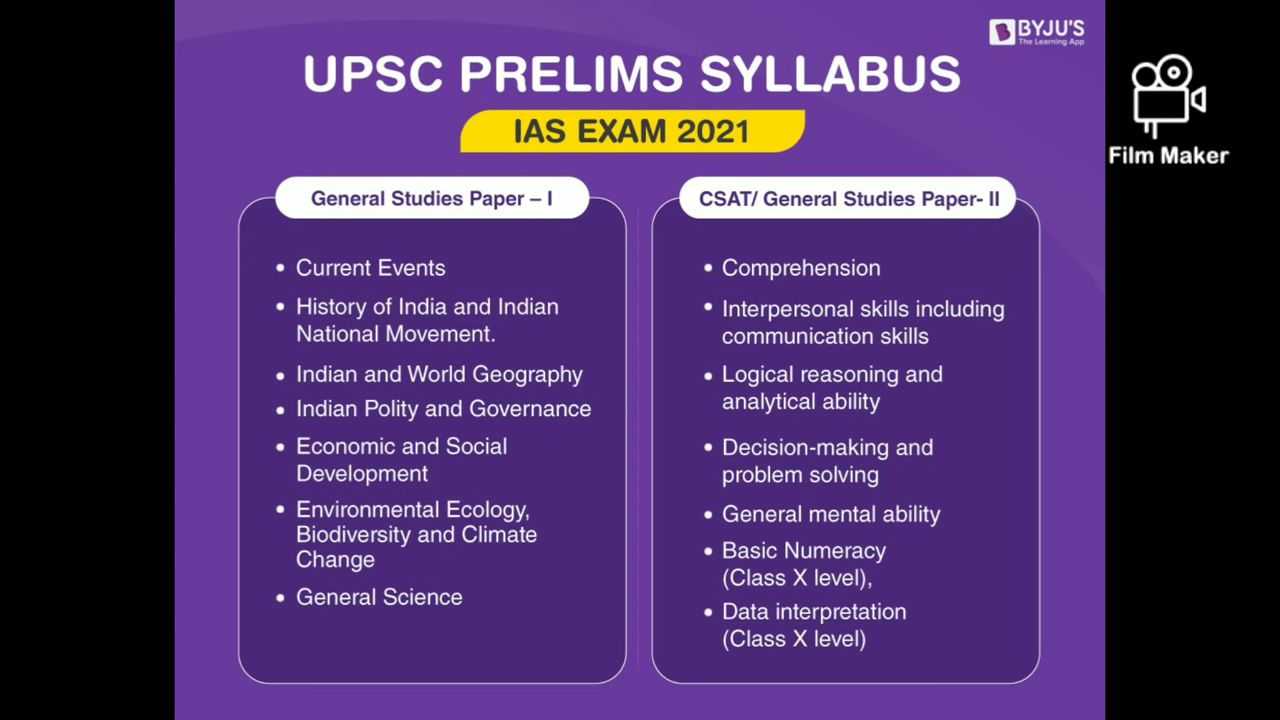 BYJU'S
The Learning App
Film Maker
UPSC PRELIMS SYLLABUS
IAS EXAM 2021
General Studies Paper – I
• Current Events
• History of India and Indian
National Movement.
• Indian and World Geography
• Indian Polity and Governance
• Economic and Social
Development
• Environmental Ecology,
Biodiversity and Climate
Change
• General Science
CSAT/ General Studies Paper- II
• Comprehension
• Interpersonal skills including
communication skills
• Logical reasoning and
analytical ability
• Decision-making and
problem solving
• General mental ability
• Basic Numeracy
(Class X level),
• Data interpretation
(Class X level)